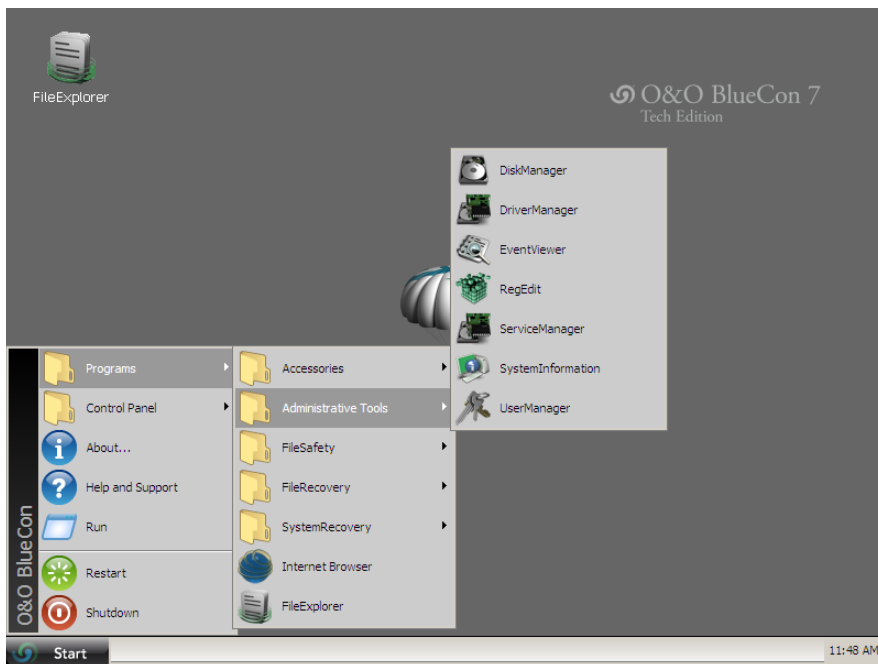 FileExplorer
O&O BlueCon 7
Tech Edition
DiskManager
DriverManager
EventViewer
RegEdit
ServiceManager
SystemInformation
UserManager
Programs
Control Panel
About...
Help and Support
Run
Restart
Shutdown
O&O BlueCon
Accessories
Administrative Tools
FileSafety
FileRecovery
SystemRecovery
Internet Browser
FileExplorer
Start
11:48 AM